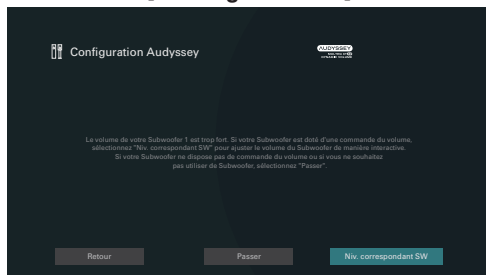 Configuration Audyssey
AUDYSSEY
DYNAMIC VOLUME
Le volume de votre Subwoofer 1 est trop fort. Si votre Subwoofer est doté d'une commande du volume,
sélectionnez "Niv. correspondant SW" pour ajuster le volume du Subwoofer de manière interactive.
Si votre Subwoofer ne dispose pas de commande du volume ou si vous ne souhaitez
pas utiliser de Subwoofer, sélectionnez "Passer".
Retour
Passer
Niv. correspondant SW